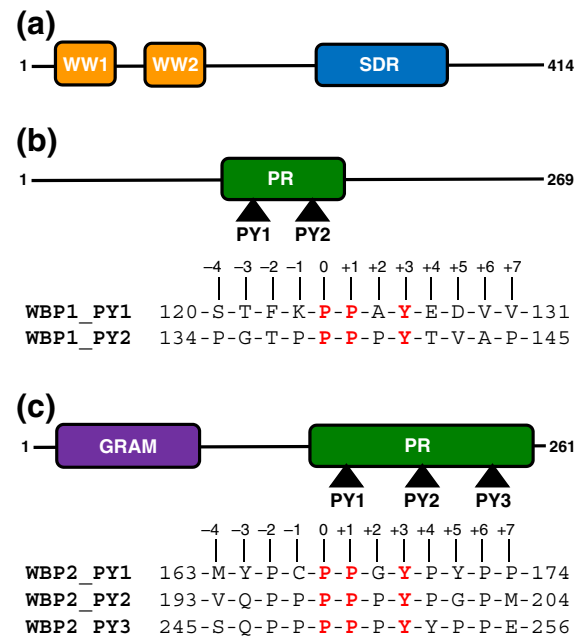 (a)
1 WW1 WW2 SDR 414
(b)
1 PR 269
PY1 PY2
−4 −3 −2 −1 0 +1 +2 +3 +4 +5 +6 +7
WBP1_PY1 120-S-T-F-K-P-P-A-Y-E-D-V-V-131
WBP1_PY2 134-P-G-T-P-P-P-P-Y-T-V-A-P-145
(c)
1 GRAM PR 261
PY1 PY2 PY3
−4 −3 −2 −1 0 +1 +2 +3 +4 +5 +6 +7
WBP2_PY1 163-M-Y-P-C-P-P-G-Y-P-Y-P-P-174
WBP2_PY2 193-V-Q-P-P-P-P-P-Y-P-G-P-M-204
WBP2_PY3 245-S-Q-P-P-P-P-P-Y-Y-P-P-E-256